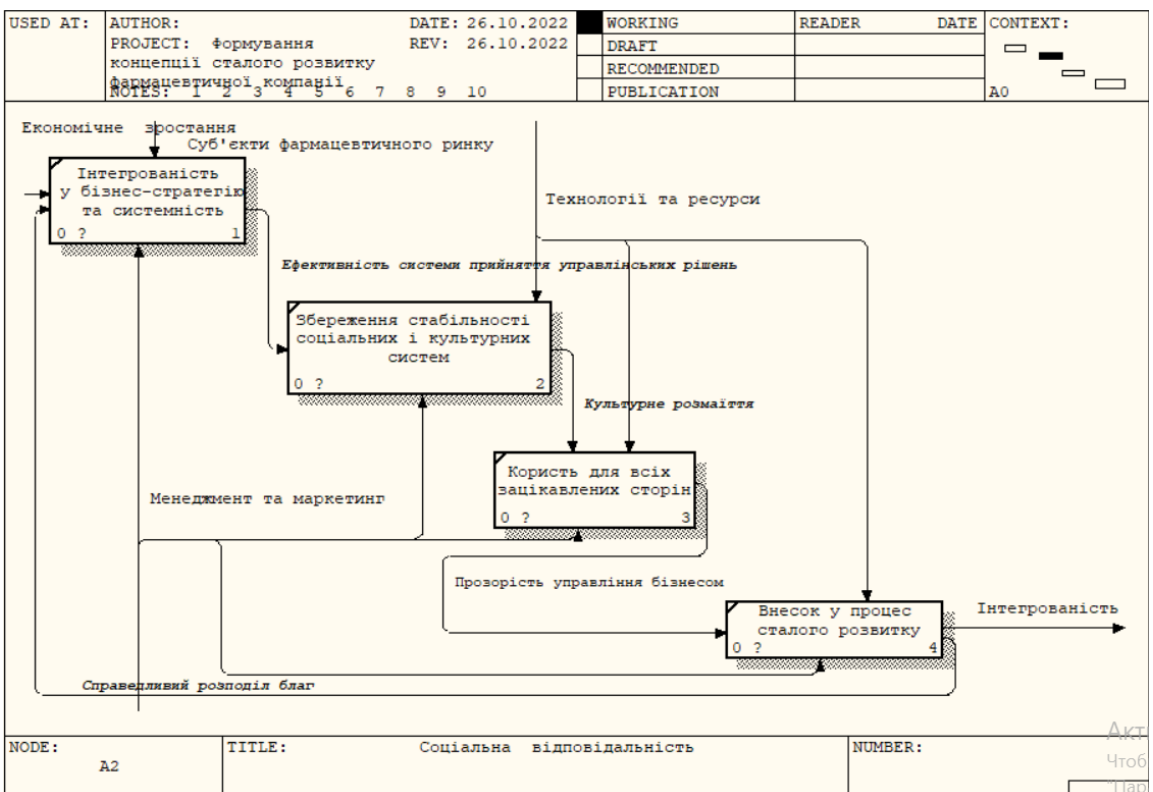 USED AT:
AUTHOR:
DATE: 26.10.2022
PROJECT: Формування
REV: 26.10.2022
концепції сталого розвитку
фармацевтичної компанії
NOTES: 1 2 3 4 5 6 7 8 9 10
WORKING
DRAFT
RECOMMENDED
PUBLICATION
READER DATE
CONTEXT:
A0
Економічне зростання
Суб'єкти фармацевтичного ринку
Інтегрованість
у бізнес-стратегію
та системність
0 ? 1
Технології та ресурси
Ефективність системи прийняття управлінських рішень
Збереження стабільності
соціальних і культурних
систем
0 ? 2
Культурне розмаїття
Користь для всіх
зацікавлених сторін
0 ? 3
Менеджмент та маркетинг
Прозорість управління бізнесом
Внесок у процес
сталого розвитку
0 ? 4
Інтегрованість
Справедливий розподіл благ
NODE:
A2
TITLE:
Соціальна відповідальність
NUMBER:
Акт
Чтоб
"Пар